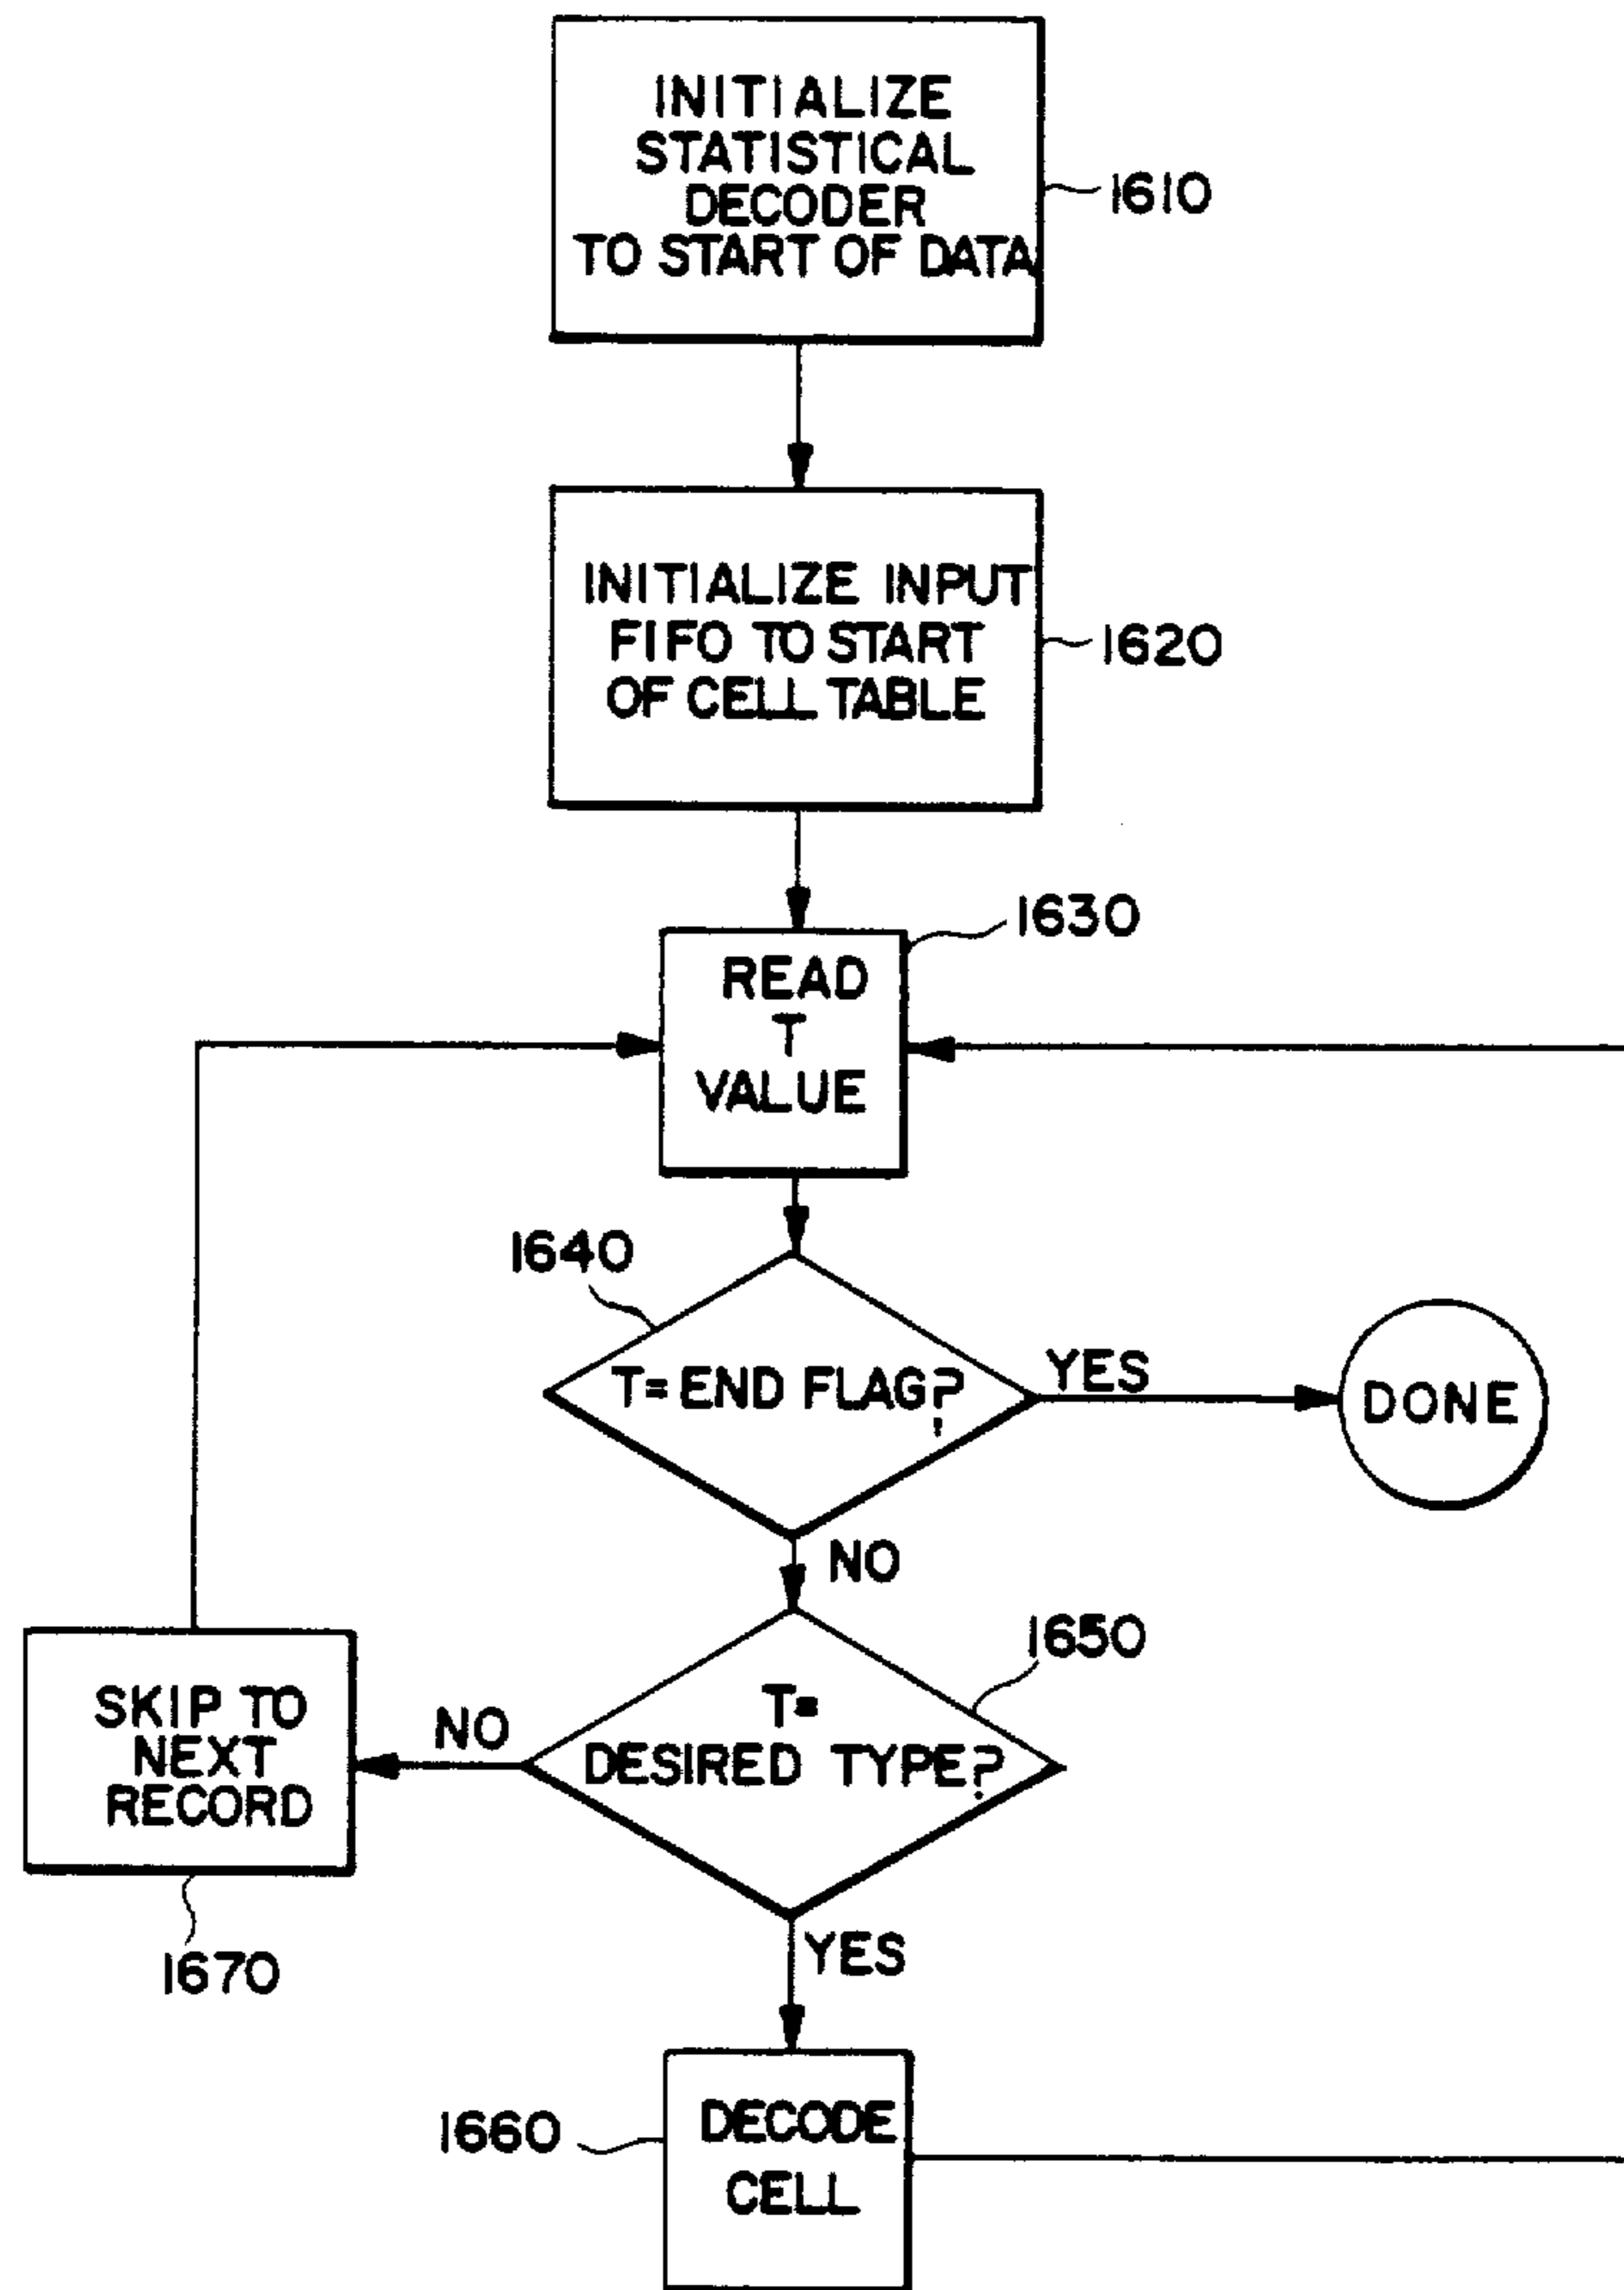 INITIALIZE
STATISTICAL
DECODER
TO START OF DATA
1610
INITIALIZE INPUT
FIFO TO START
OF CELL TABLE
1620
1630
READ
T
VALUE
1640
T= END FLAG?
YES
DONE
NO
1650
T=
DESIRED TYPE?
NO
SKIP TO
NEXT
RECORD
1670
YES
1660
DECODE
CELL